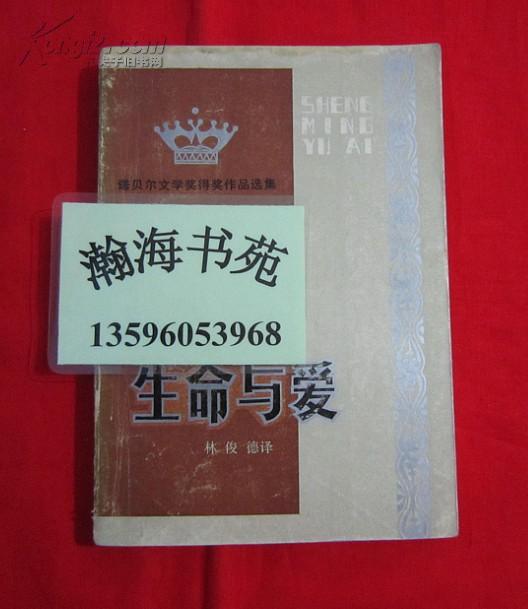 Kongfz.com
孔夫子旧书网
SHENG
MING
YU AI
诺贝尔文学奖得奖作品选集
瀚海书苑
13596053968
生命与爱
林俊德译